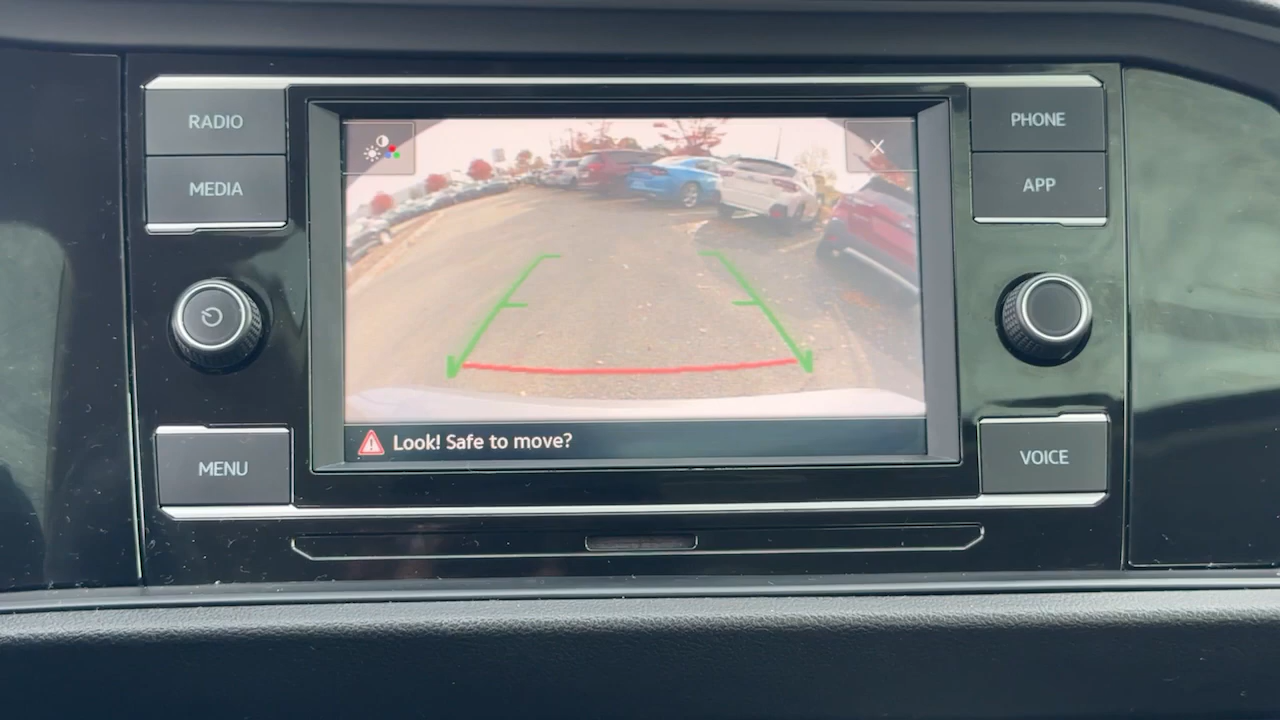 RADIO
MEDIA
PHONE
APP
MENU
VOICE
Look! Safe to move?